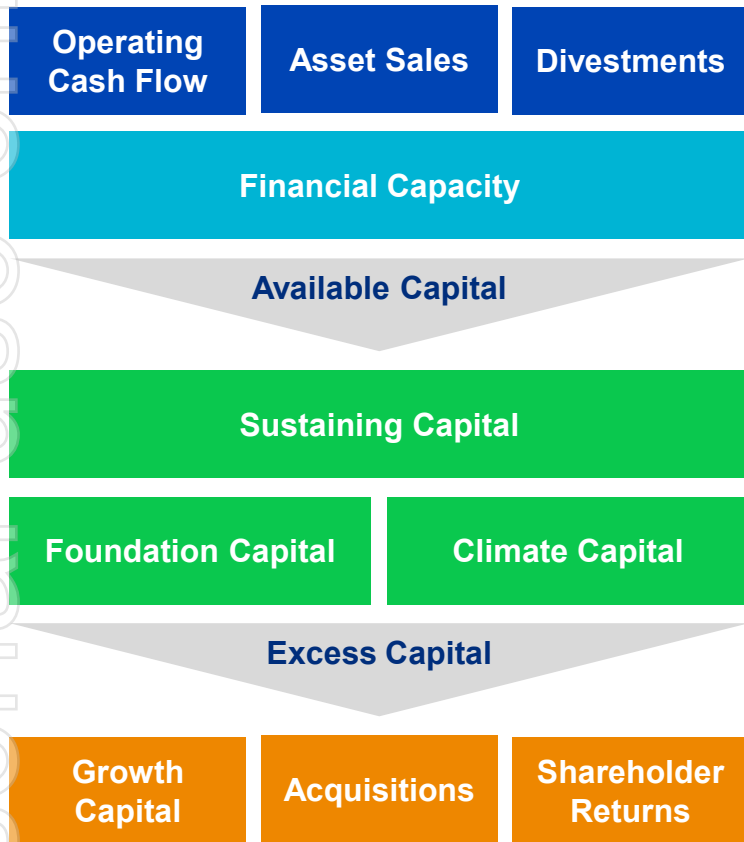 Operating
Cash Flow
Asset Sales
Divestments
Financial Capacity
Available Capital
Sustaining Capital
Foundation Capital
Climate Capital
Excess Capital
Growth
Capital
Acquisitions
Shareholder
Returns